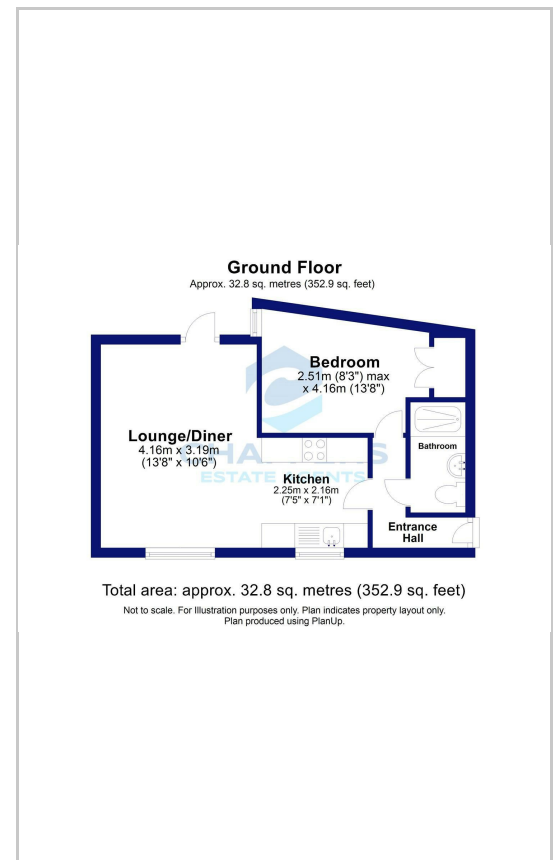 Ground Floor
Approx. 32.8 sq. metres (352.9 sq. feet)
Bedroom
2.51m (8'3") max
x 4.16m (13'8")
Lounge/Diner
4.16m x 3.19m
(13'8" x 10'6")
Bathroom
Kitchen
2.25m x 2.16m
(7'5" x 7'1")
ESTATE AGENTS
Entrance
Hall
Total area: approx. 32.8 sq. metres (352.9 sq. feet)
Not to scale. For Illustration purposes only. Plan indicates property layout only.
Plan produced using PlanUp.